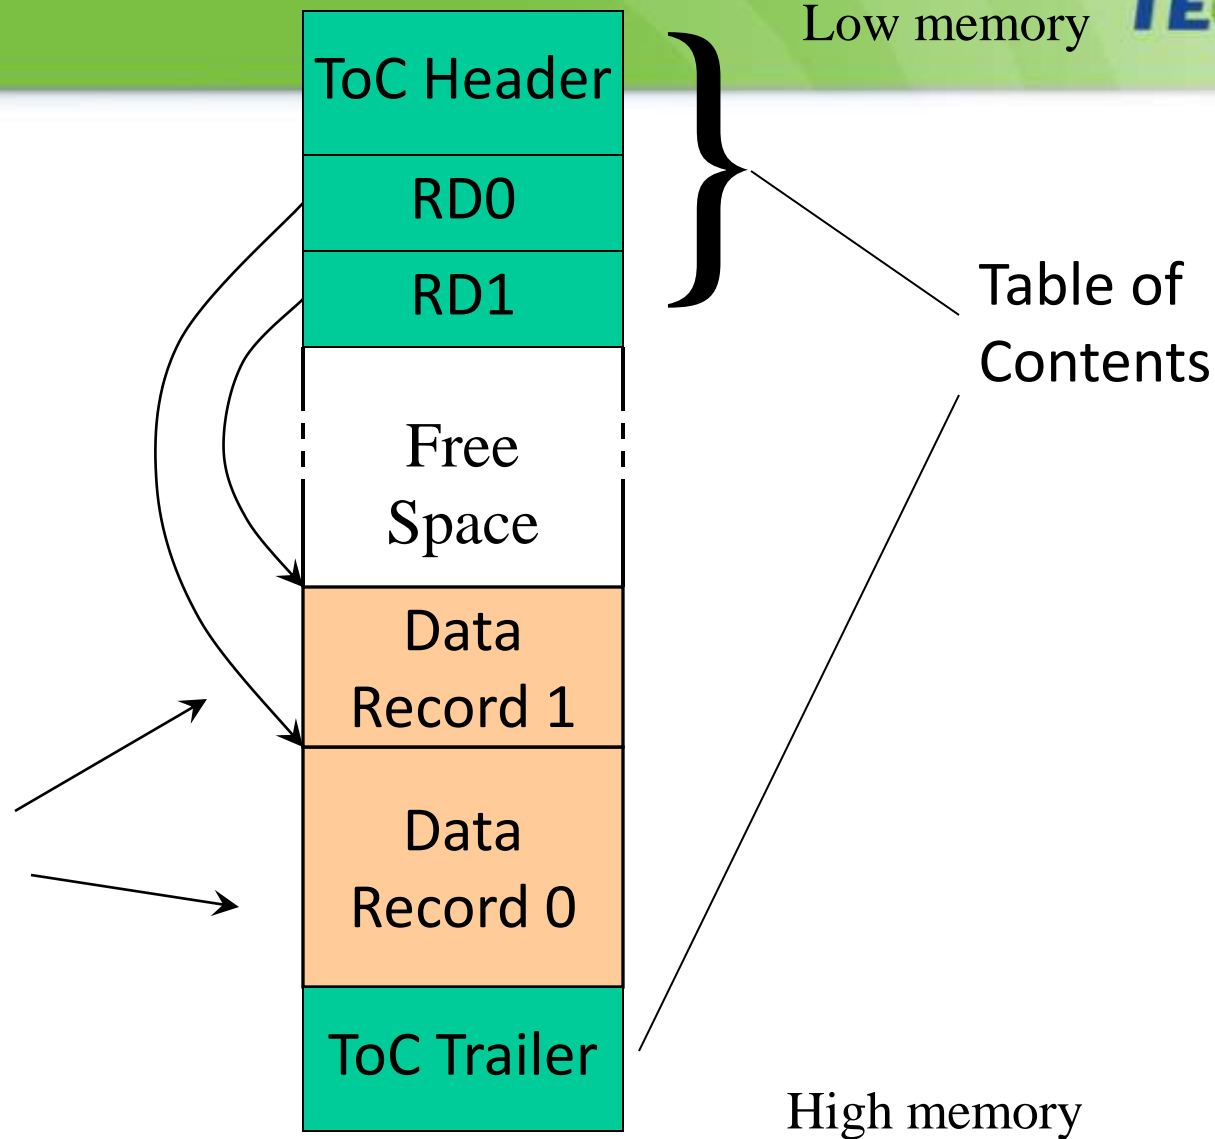 Low memory
ToC Header
RD0
RD1
Table of
Contents
Free
Space
Data
Record 1
Data
Record 0
ToC Trailer
High memory